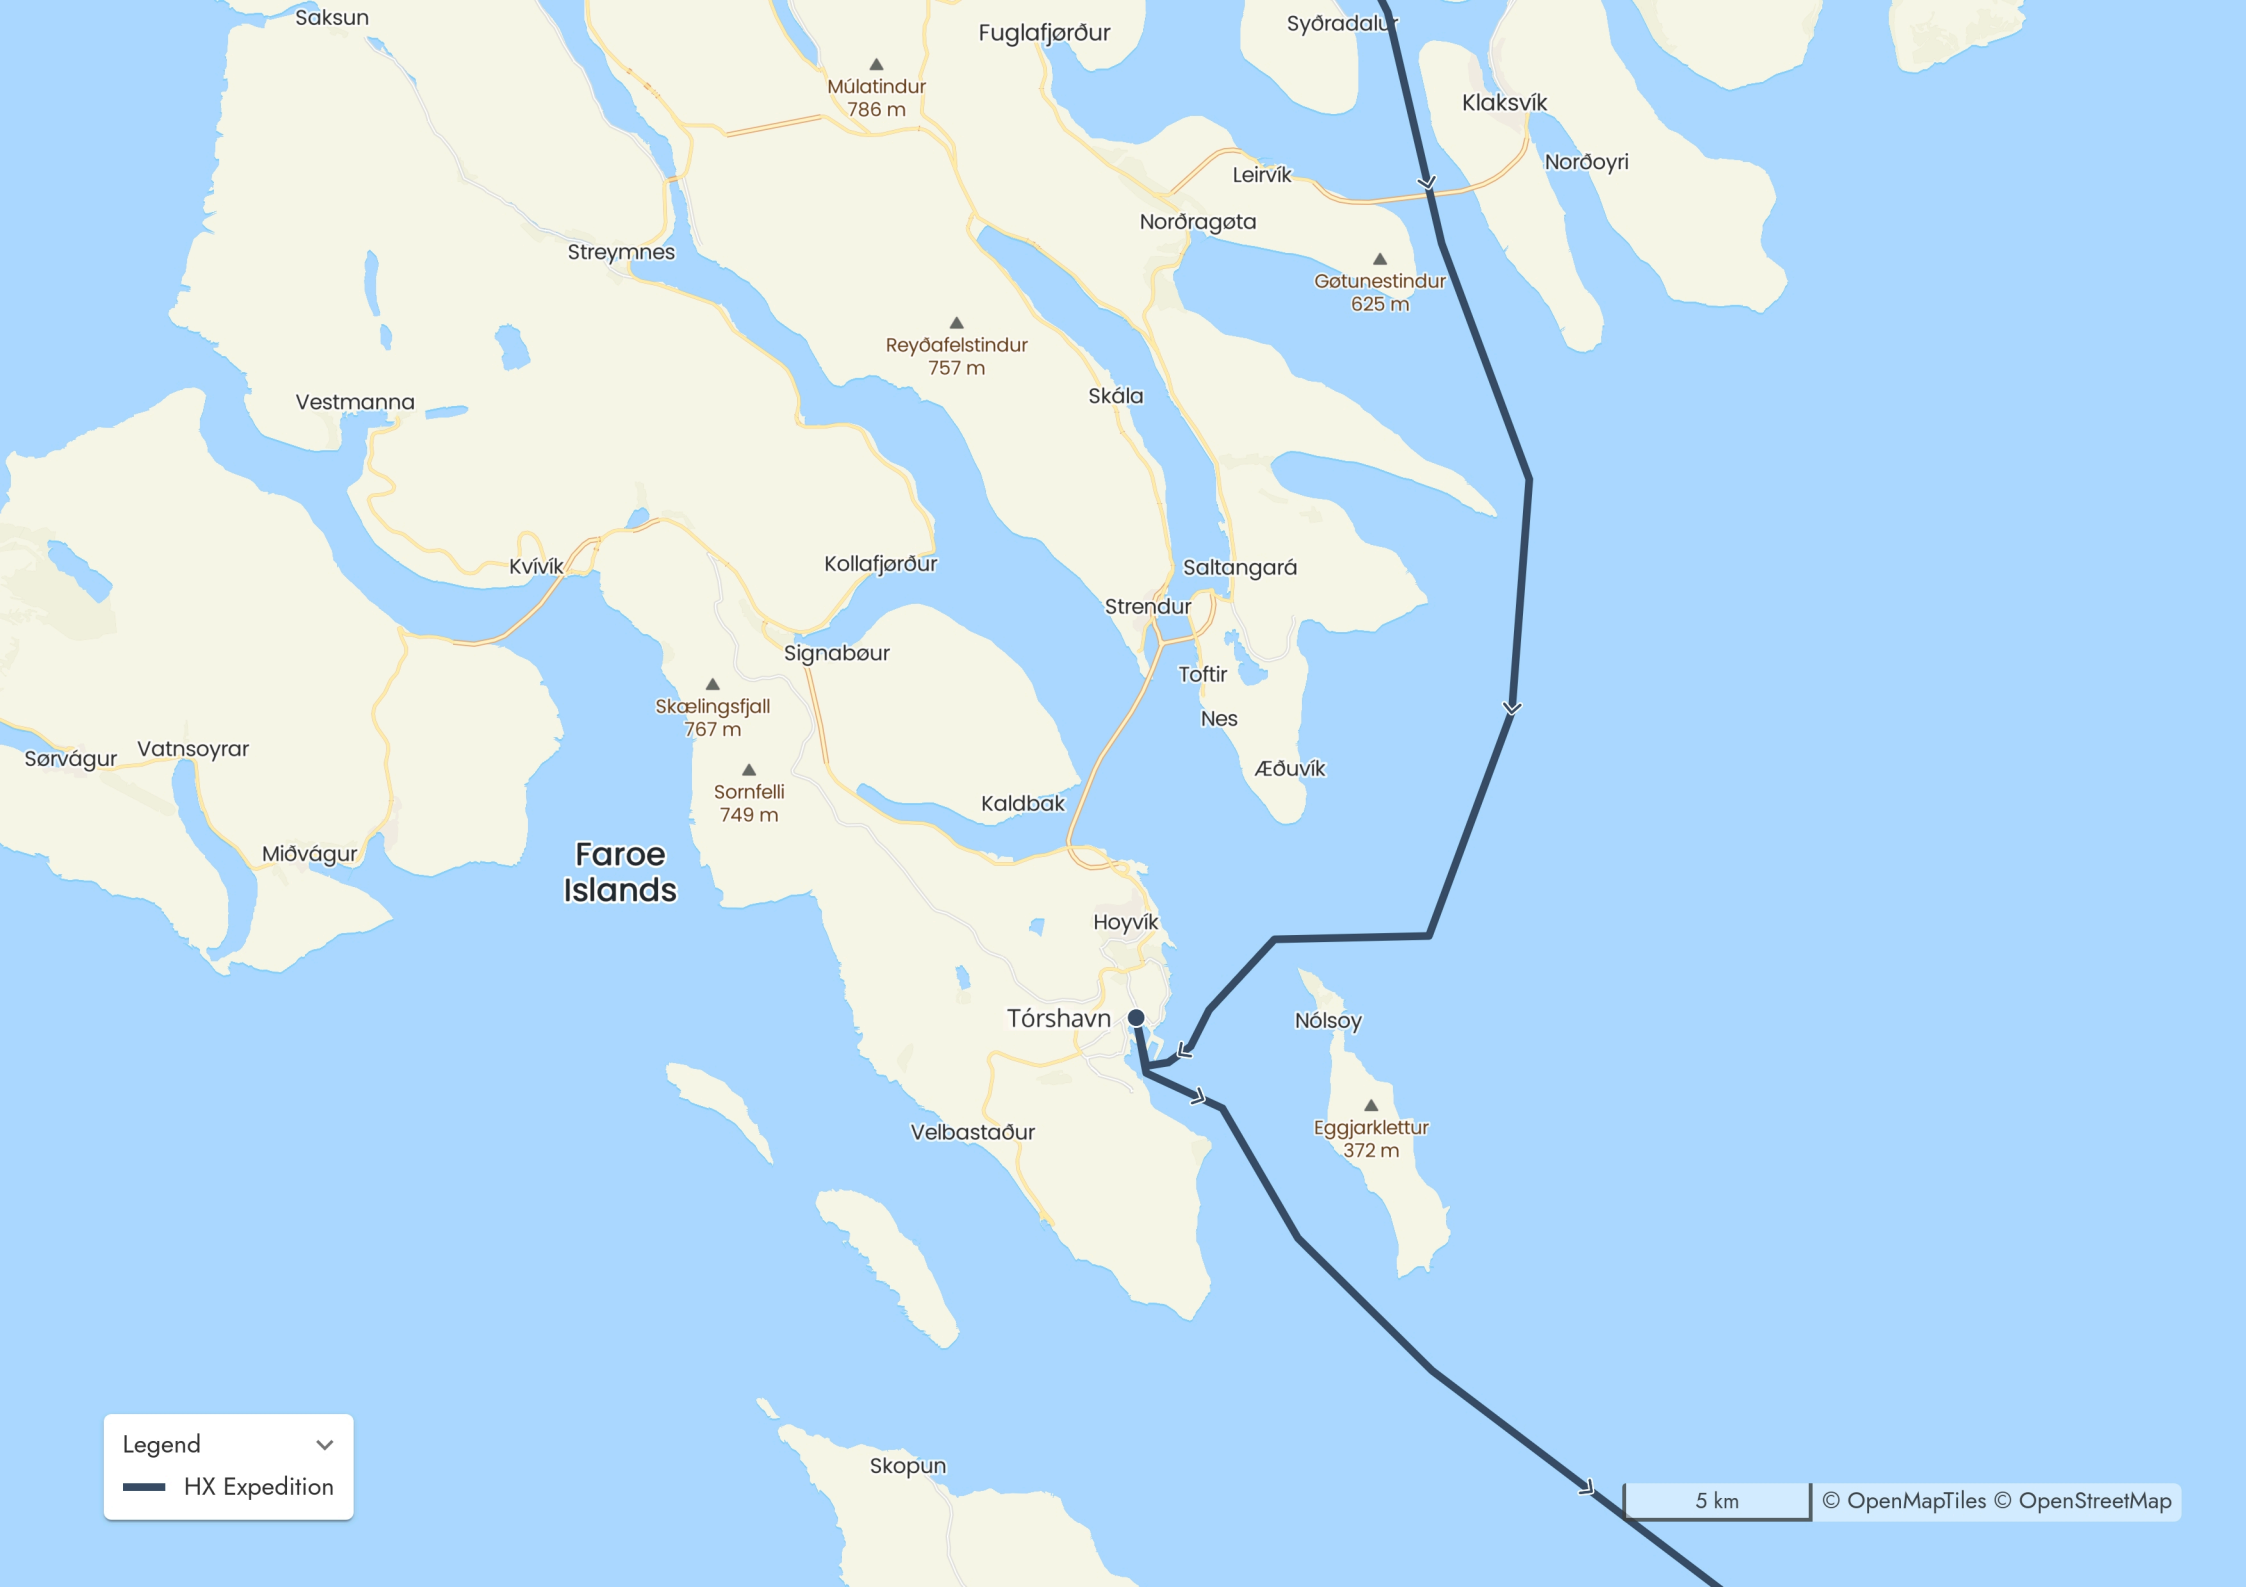 Saksun
Fuglafjørður
Syðradalur
Múlatindur
786 m
Klaksvík
Norðoyri
Leirvík
Norðragøta
Streymnes
Gøtunestindur
625 m
Reyðafelstindur
757 m
Skála
Vestmanna
Kvívík
Kollafjørður
Saltangará
Strendur
Signabøur
Toftir
Skælingsfjall
767 m
Nes
Sørvágur
Vatnsoyrar
Æðuvík
Sornfelli
749 m
Kaldbak
Miðvágur
Faroe
Islands
Hoyvík
Tórshavn
Nólsoy
Velbastaður
Eggjarklettur
372 m
Skopun
Legend
HX Expedition
5 km
© OpenMapTiles © OpenStreetMap